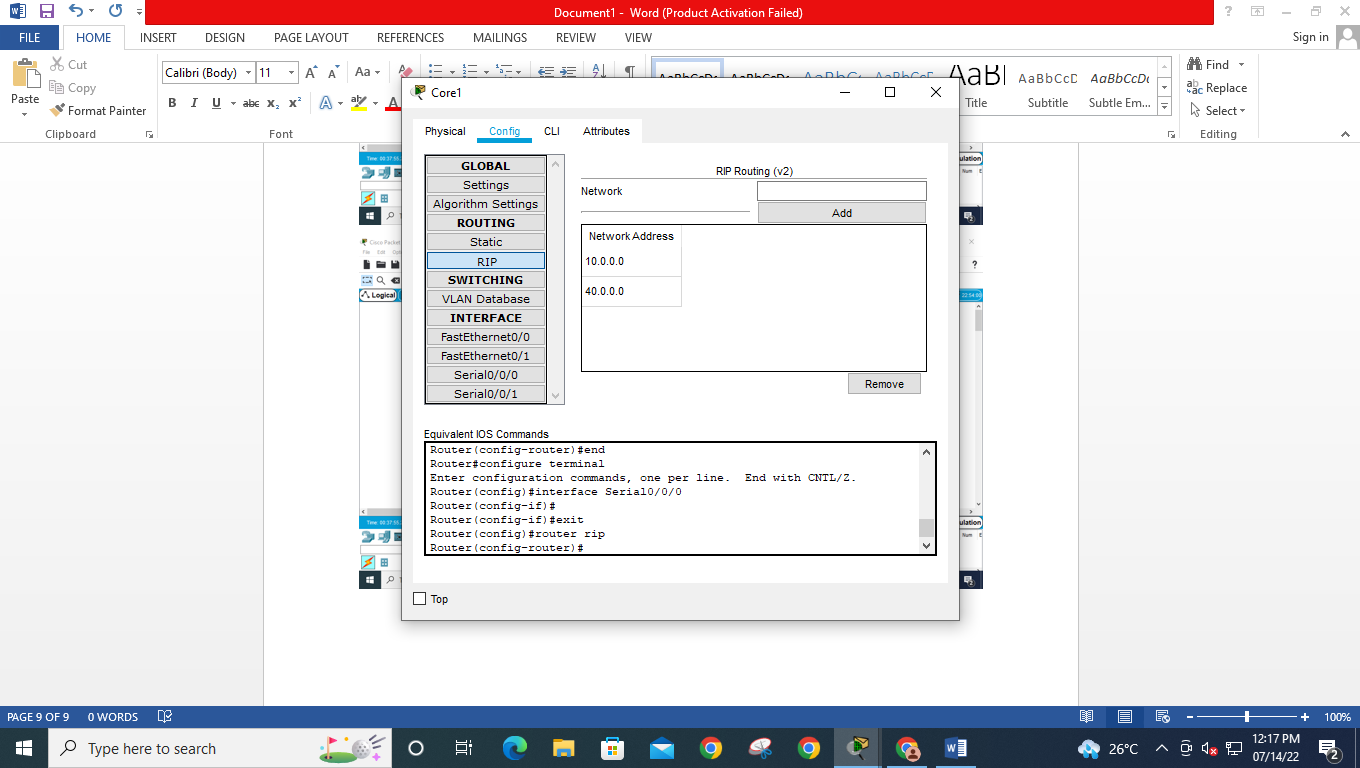 Document1 - Word (Product Activation Failed)
FILE
HOME
INSERT
DESIGN
PAGE LAYOUT
REFERENCES
MAILINGS
REVIEW
VIEW
Sign in
Paste
Cut
Copy
Format Painter
Clipboard
Calibri (Body)
11
Font
Title
AaBbCcD
Subtitle
Subtle Em...
Find
Replace
Select
Editing
Core1
Physical
Config
CLI
Attributes
GLOBAL
Settings
Algorithm Settings
ROUTING
Static
RIP
SWITCHING
VLAN Database
INTERFACE
FastEthernet0/0
FastEthernet0/1
Serial0/0/0
Serial0/0/1
RIP Routing (v2)
Network
Add
Network Address
10.0.0.0
40.0.0.0
Remove
Equivalent IOS Commands
Router(config-router)#end
Router#configure terminal
Enter configuration commands, one per line.  End with CNTL/Z.
Router(config)#interface Serial0/0/0
Router(config-if)#
Router(config-if)#exit
Router(config)#router rip
Router(config-router)#
Top
Cisco Packet
Logical
PAGE 9 OF 9
0 WORDS
100%
Type here to search
26°C
12:17 PM
07/14/22
2